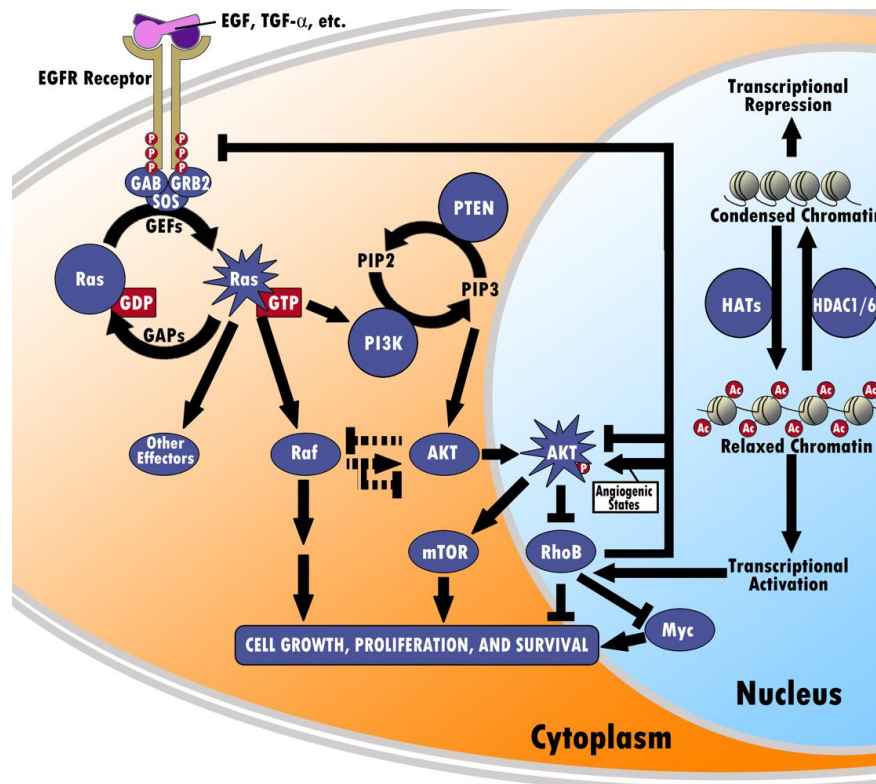 EGF, TGF-α, etc.
EGFR Receptor
P
P
P
P
P
P
GAB
GRB2
SOS
GEFs
Ras
GDP
Ras
GTP
GAPs
PTEN
PIP2
PIP3
PI3K
Other
Effectors
Raf
AKT
AKT
P
Angiogenic
States
mTOR
RhoB
Myc
CELL GROWTH, PROLIFERATION, AND SURVIVAL
Transcriptional
Repression
Condensed Chromatin
HATs
HDAC1/6
Ac
Ac
Ac
Ac
Ac
Ac
Ac
Ac
Relaxed Chromatin
Transcriptional
Activation
Nucleus
Cytoplasm